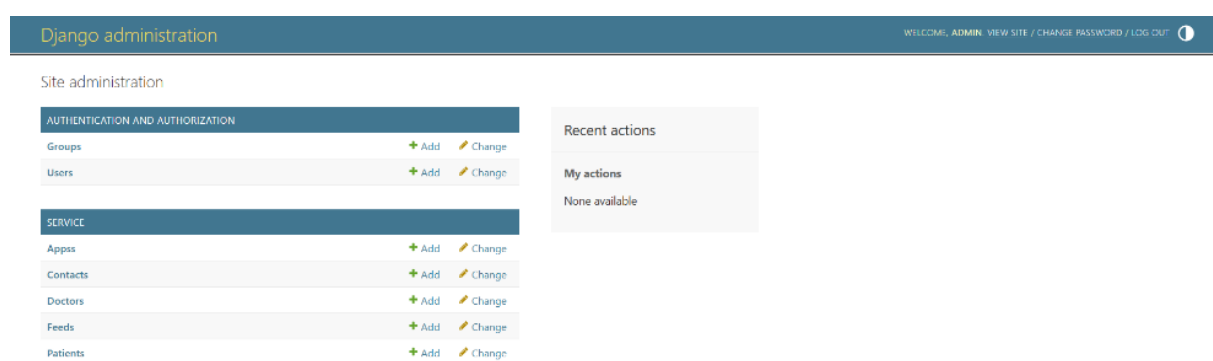 Django administration
WELCOME, ADMIN. VIEW SITE / CHANGE PASSWORD / LOG OUT
Site administration
AUTHENTICATION AND AUTHORIZATION
Groups + Add Change
Users + Add Change
SERVICE
Appss + Add Change
Contacts + Add Change
Doctors + Add Change
Feeds + Add Change
Patients + Add Change
Recent actions
My actions
None available